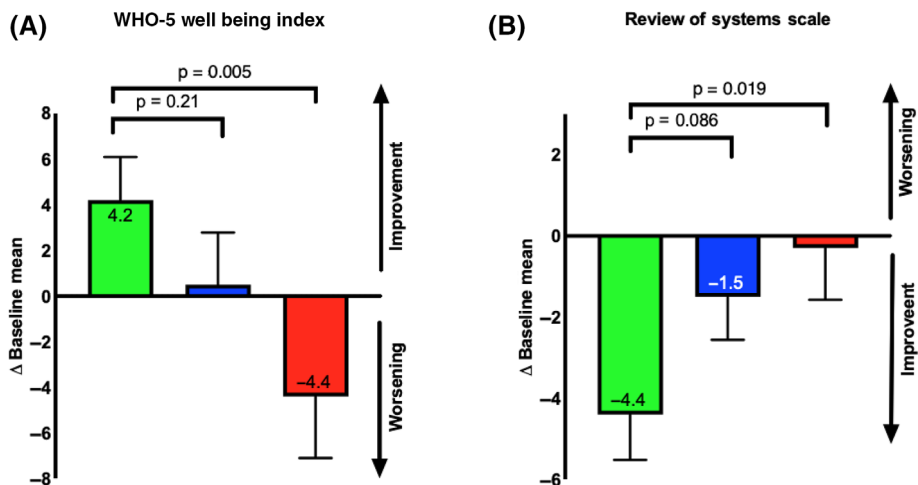 (A)
WHO-5 well being index
p = 0.005
p = 0.21
8
6
4
2
0
−2
−4
−6
−8
Δ Baseline mean
4.2
−4.4
Improvement
Worsening
(B)
Review of systems scale
p = 0.019
p = 0.086
2
0
−2
−4
−6
Δ Baseline mean
−4.4
−1.5
Worsening
Improveent